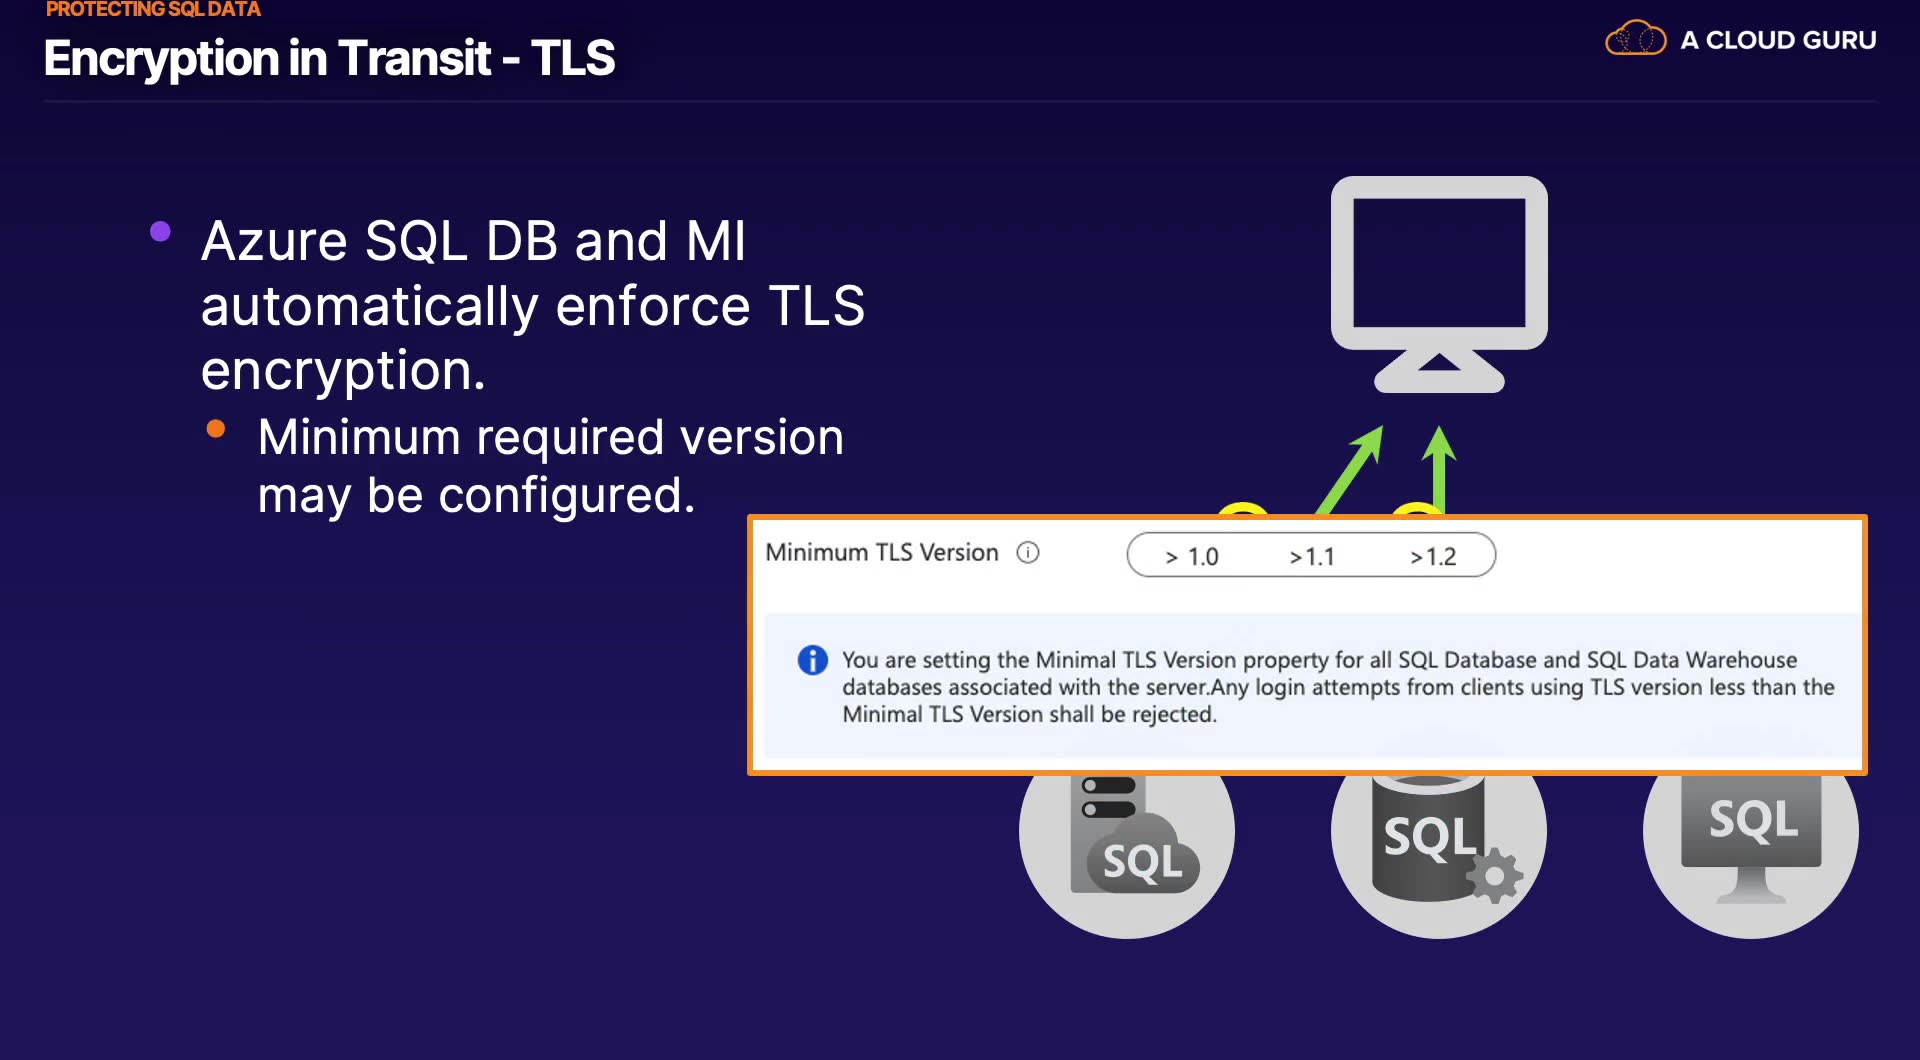 PROTECTING SQL DATA
Encryption in Transit - TLS
A CLOUD GURU
Azure SQL DB and MI
automatically enforce TLS
encryption.
Minimum required version
may be configured.
Minimum TLS Version
> 1.0 >1.1 >1.2
You are setting the Minimal TLS Version property for all SQL Database and SQL Data Warehouse
databases associated with the server.Any login attempts from clients using TLS version less than the
Minimal TLS Version shall be rejected.
SQL
SQL
SQL